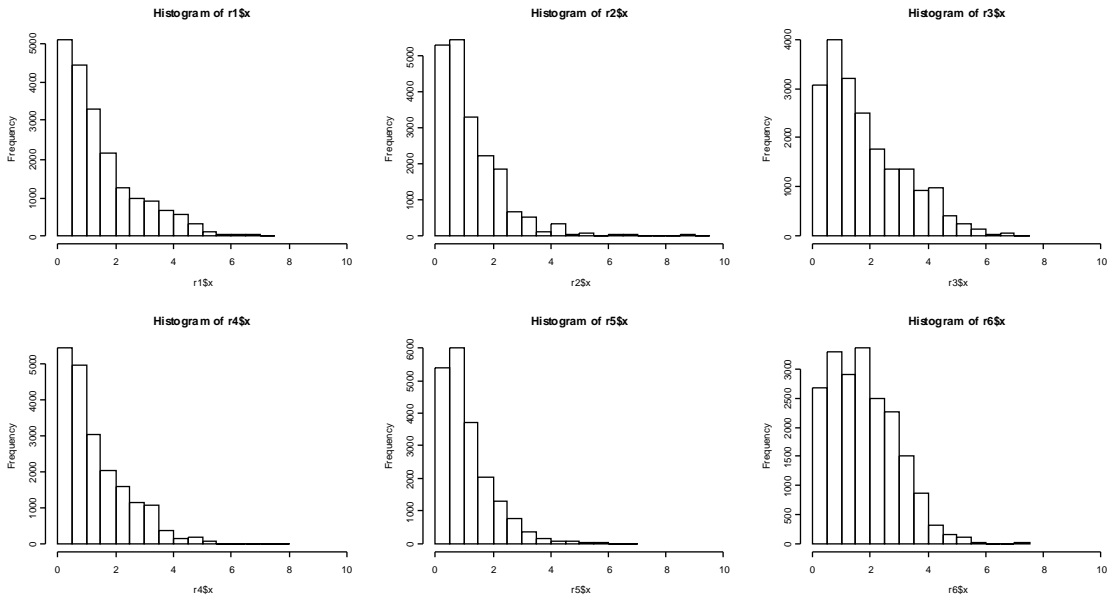 Histogram of r1$x
Frequency
0 1000 2000 3000 4000 5000
0 2 4 6 8 10
r1$x
Histogram of r2$x
Frequency
0 1000 2000 3000 4000 5000
0 2 4 6 8 10
r2$x
Histogram of r3$x
Frequency
0 1000 2000 3000 4000
0 2 4 6 8 10
r3$x
Histogram of r4$x
Frequency
0 1000 2000 3000 4000 5000
0 2 4 6 8 10
r4$x
Histogram of r5$x
Frequency
0 1000 2000 3000 4000 5000 6000
0 2 4 6 8 10
r5$x
Histogram of r6$x
Frequency
0 500 1000 1500 2000 2500 3000
0 2 4 6 8 10
r6$x